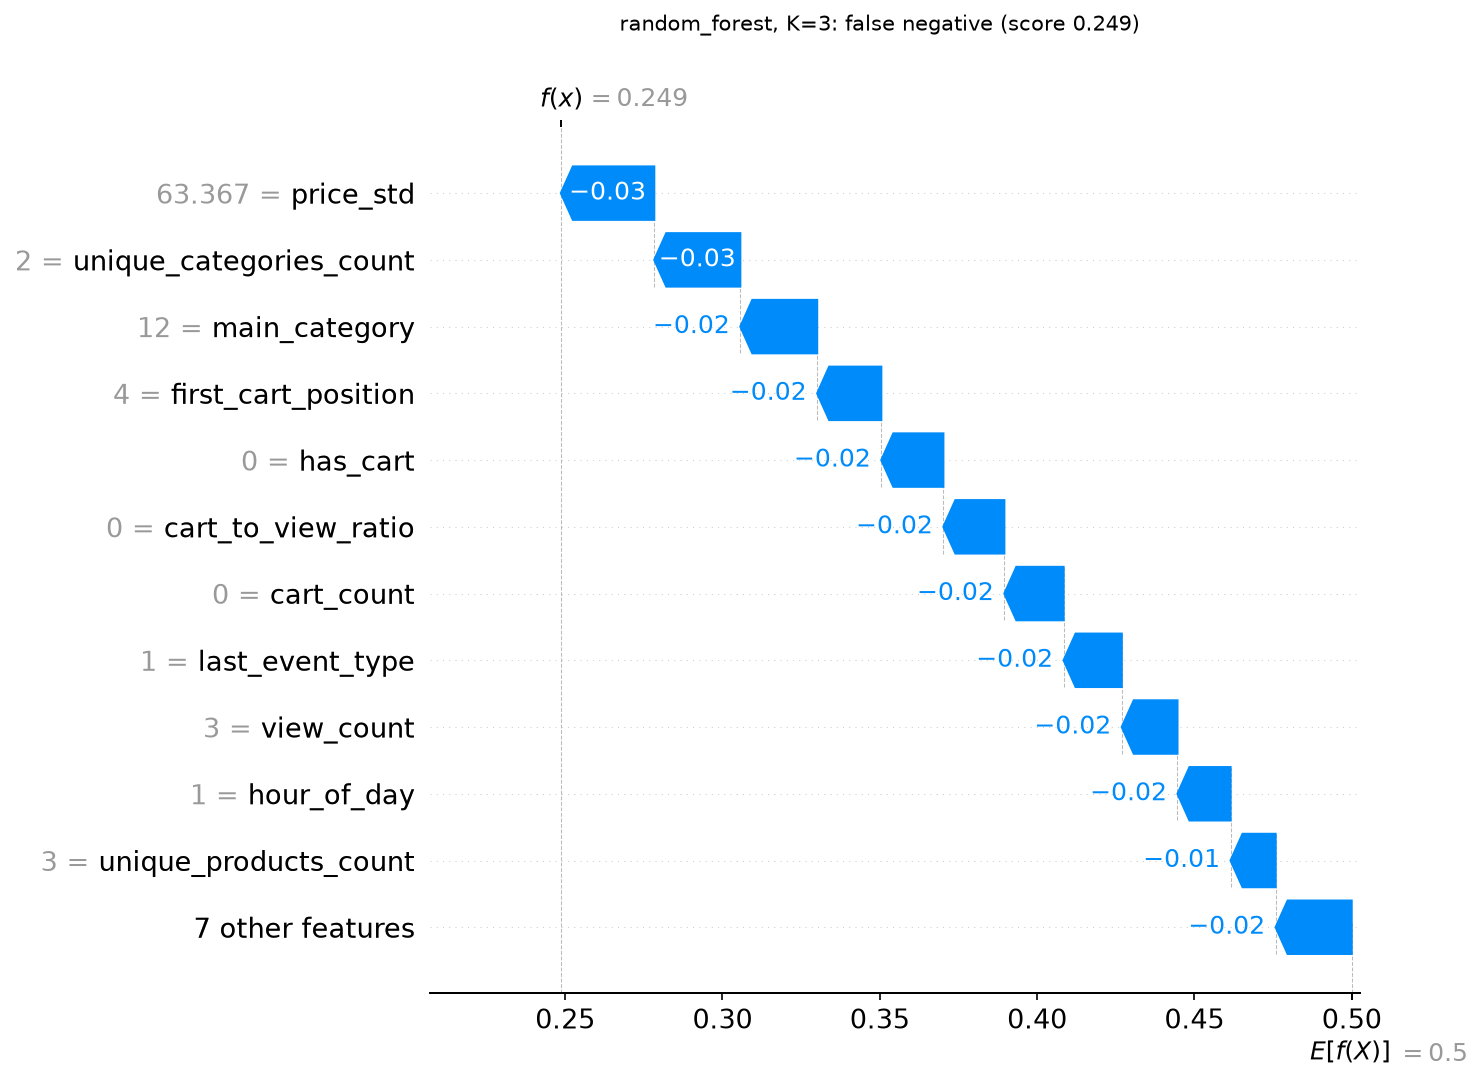 random_forest, K=3: false negative (score 0.249)
f(x) = 0.249
63.367 = price_std −0.03
2 = unique_categories_count −0.03
12 = main_category −0.02
4 = first_cart_position −0.02
0 = has_cart −0.02
0 = cart_to_view_ratio −0.02
0 = cart_count −0.02
1 = last_event_type −0.02
3 = view_count −0.02
1 = hour_of_day −0.02
3 = unique_products_count −0.01
7 other features −0.02
0.25 0.30 0.35 0.40 0.45 0.50
E[f(X)] = 0.5